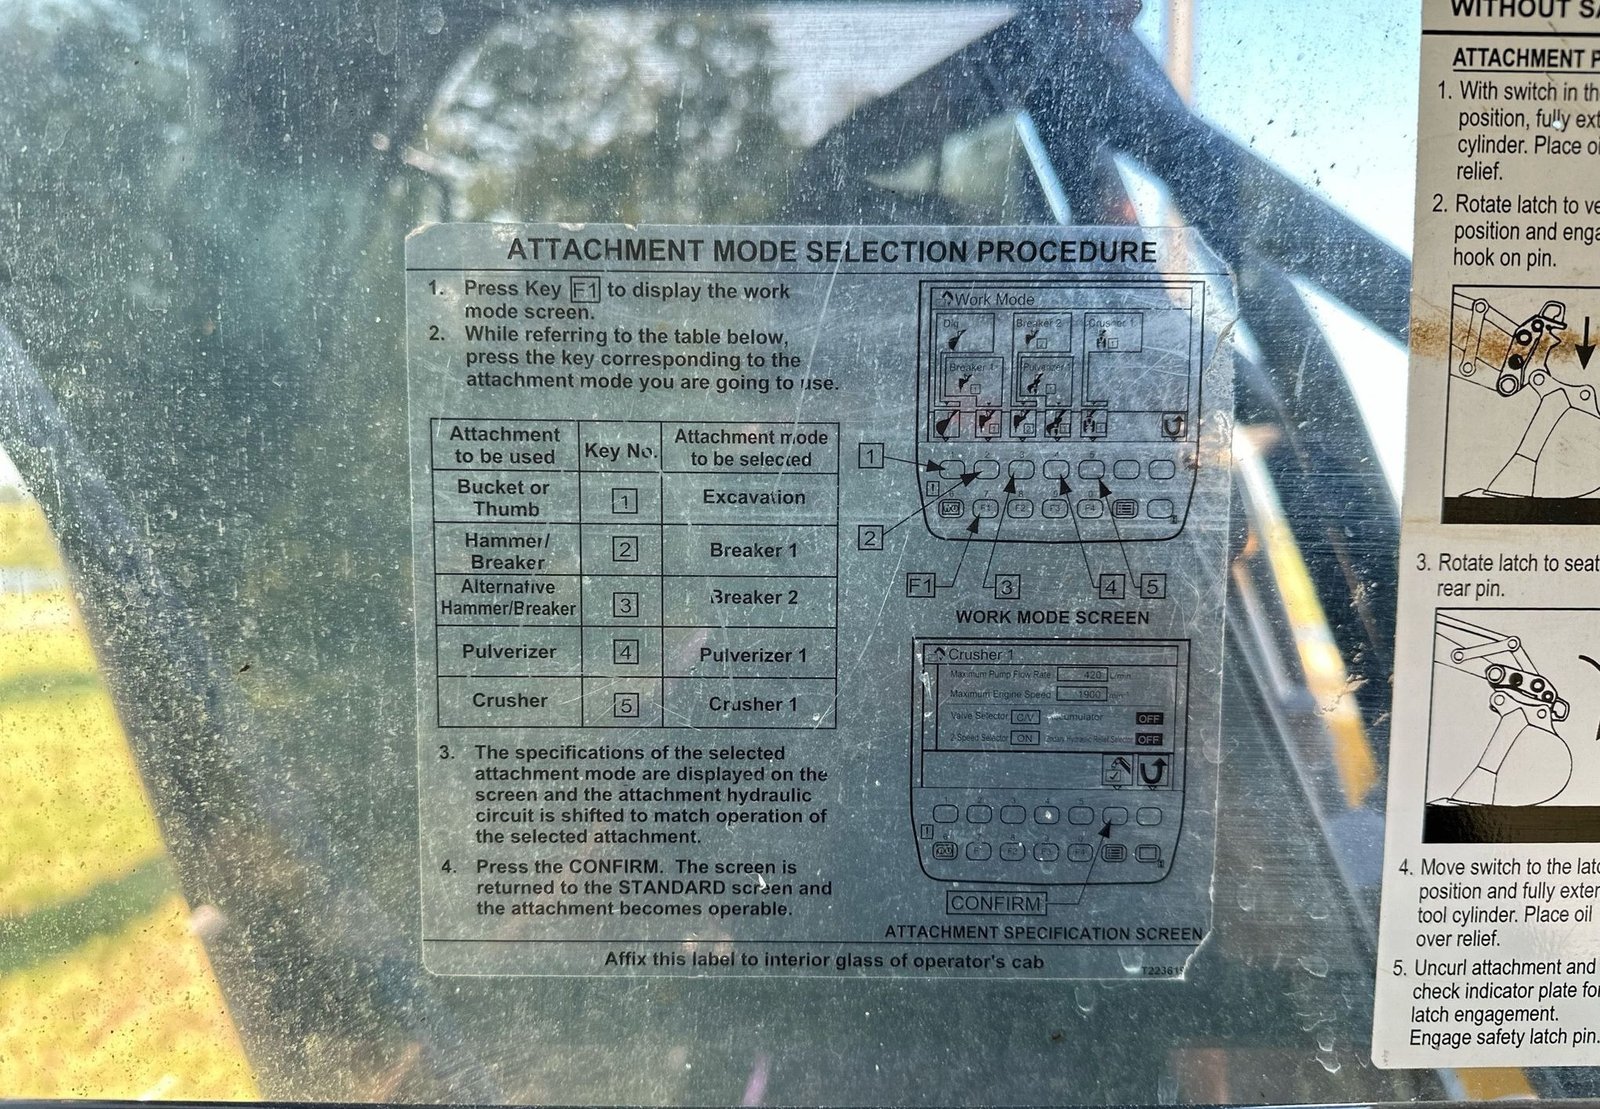 ATTACHMENT MODE SELECTION PROCEDURE
1. Press Key F1 to display the work
mode screen.
2. While referring to the table below,
press the key corresponding to the
attachment mode you are going to use.
Attachment
to be used
Key No.
Attachment mode
to be selected
Bucket or
Thumb
1
Excavation
Hammer/
Breaker
2
Breaker 1
Alternative
Hammer/Breaker
3
Breaker 2
Pulverizer
4
Pulverizer 1
Crusher
5
Crusher 1
3. The specifications of the selected
attachment mode are displayed on the
screen and the attachment hydraulic
circuit is shifted to match operation of
the selected attachment.
4. Press the CONFIRM. The screen is
returned to the STANDARD screen and
the attachment becomes operable.
Work Mode
Dig
Breaker 2
Crusher 1
Breaker 1
Pulverizer 1
1
2
F1
3
4
5
WORK MODE SCREEN
Crusher 1
Maximum Pump Flow Rate 420 L/min
Maximum Engine Speed 1900
Valve Selector OFF
2-Speed Selector ON OFF
CONFIRM
ATTACHMENT SPECIFICATION SCREEN
Affix this label to interior glass of operator's cab
WITHOUT
ATTACHMENT
1. With switch in
position, fully
cylinder. Place
relief.
2. Rotate latch to
position and
hook on pin.
3. Rotate latch to seat
rear pin.
4. Move switch to the
position and fully
tool cylinder. Place oil
over relief.
5. Uncurl attachment and
check indicator plate
latch engagement.
Engage safety latch pin.